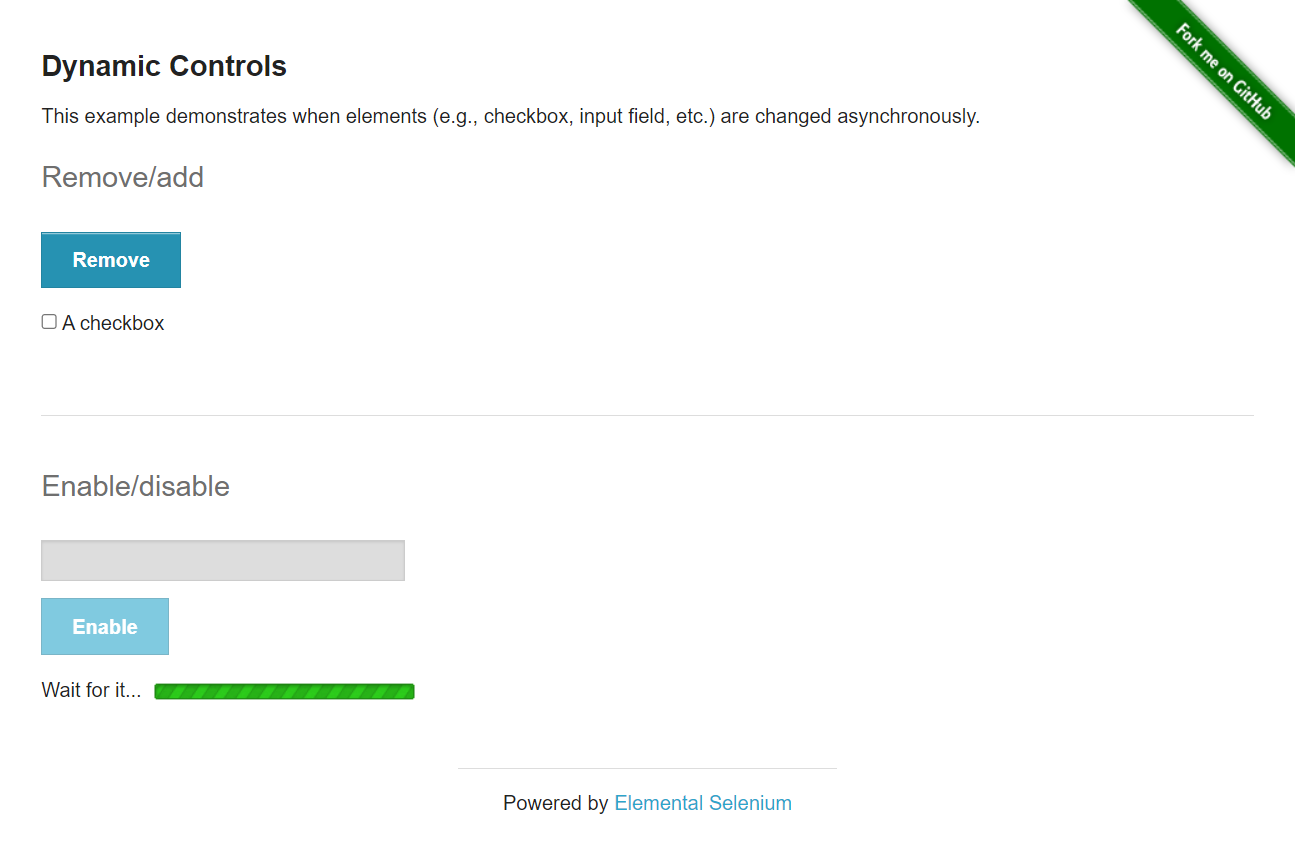 Fork me on GitHub
Dynamic Controls
This example demonstrates when elements (e.g., checkbox, input field, etc.) are changed asynchronously.
Remove/add
Remove
A checkbox
Enable/disable
Enable
Wait for it...
Powered by Elemental Selenium